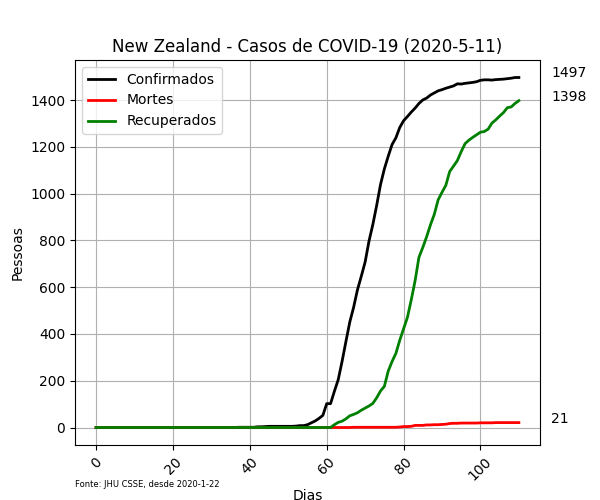 New Zealand - Casos de COVID-19 (2020-5-11)
Confirmados
Mortes
Recuperados
1497
1398
21
Pessoas
1400
1200
1000
800
600
400
200
0
0
20
40
60
80
100
Fonte: JHU CSSE, desde 2020-1-22
Dias